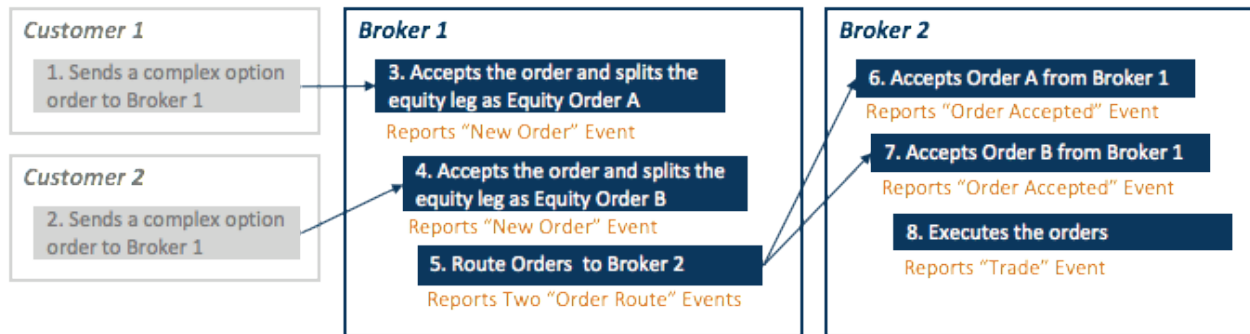 Customer 1
1. Sends a complex option
order to Broker 1
Customer 2
2. Sends a complex option
order to Broker 1
Broker 1
3. Accepts the order and splits the
equity leg as Equity Order A
Reports “New Order” Event
4. Accepts the order and splits the
equity leg as Equity Order B
Reports “New Order” Event
5. Route Orders to Broker 2
Reports Two “Order Route” Events
Broker 2
6. Accepts Order A from Broker 1
Reports “Order Accepted” Event
7. Accepts Order B from Broker 1
Reports “Order Accepted” Event
8. Executes the orders
Reports “Trade” Event